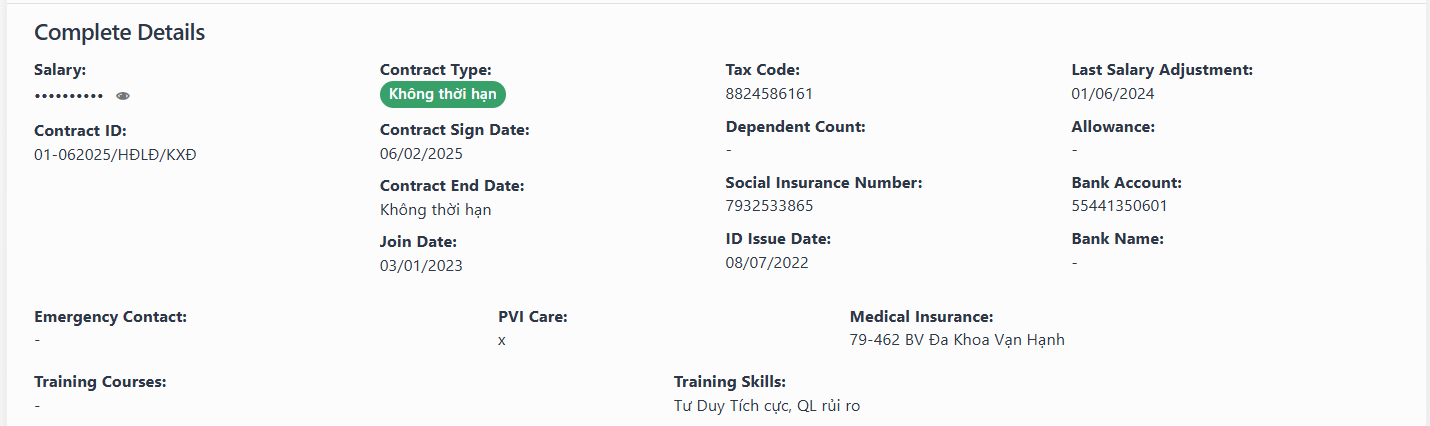 Complete Details
Salary:
••••••••••
Contract ID:
01-062025/HĐLĐ/KXĐ
Contract Type:
Không thời hạn
Contract Sign Date:
06/02/2025
Contract End Date:
Không thời hạn
Join Date:
03/01/2023
Tax Code:
8824586161
Dependent Count:
-
Social Insurance Number:
7932533865
ID Issue Date:
08/07/2022
Last Salary Adjustment:
01/06/2024
Allowance:
-
Bank Account:
55441350601
Bank Name:
-
Emergency Contact:
-
PVI Care:
x
Medical Insurance:
79-462 BV Đa Khoa Vạn Hạnh
Training Courses:
-
Training Skills:
Tư Duy Tích cực, QL rủi ro